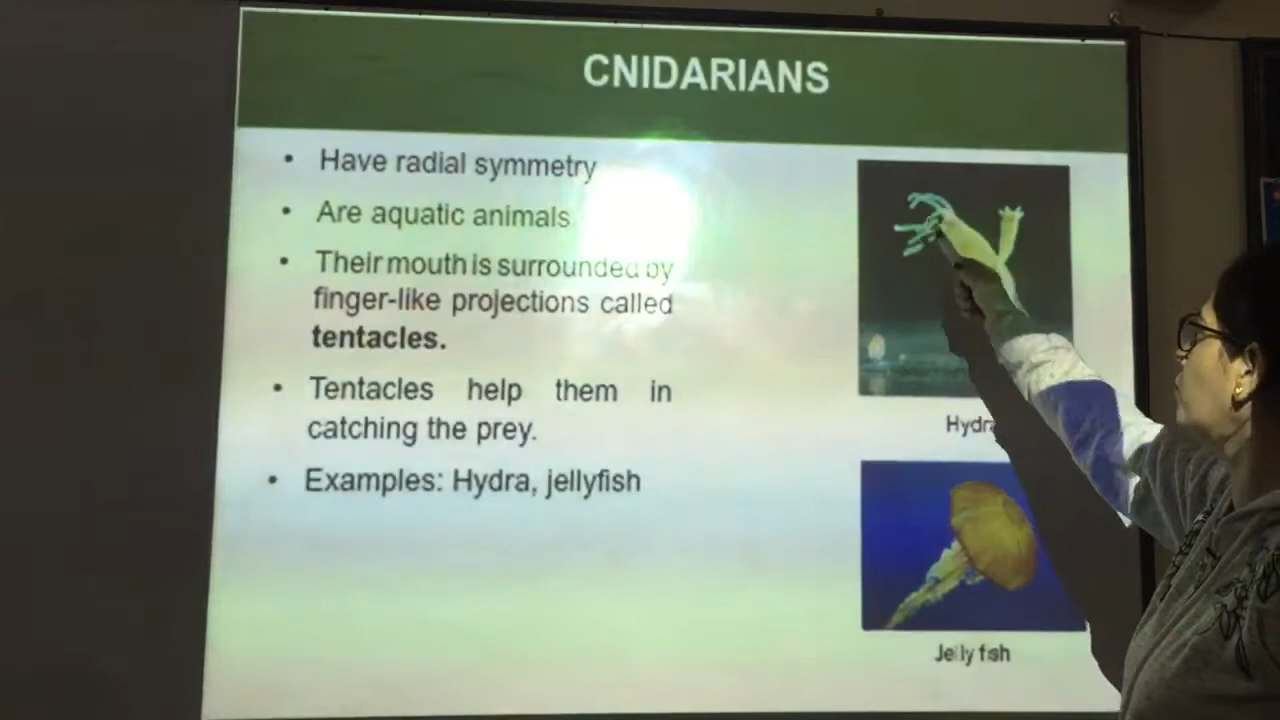 CNIDARIANS
• Have radial symmetry
• Are aquatic animals
• Their mouth is surrounded by
finger-like projections called
tentacles.
• Tentacles help them in
catching the prey.
• Examples: Hydra, jellyfish
Hydra
Jelly fish